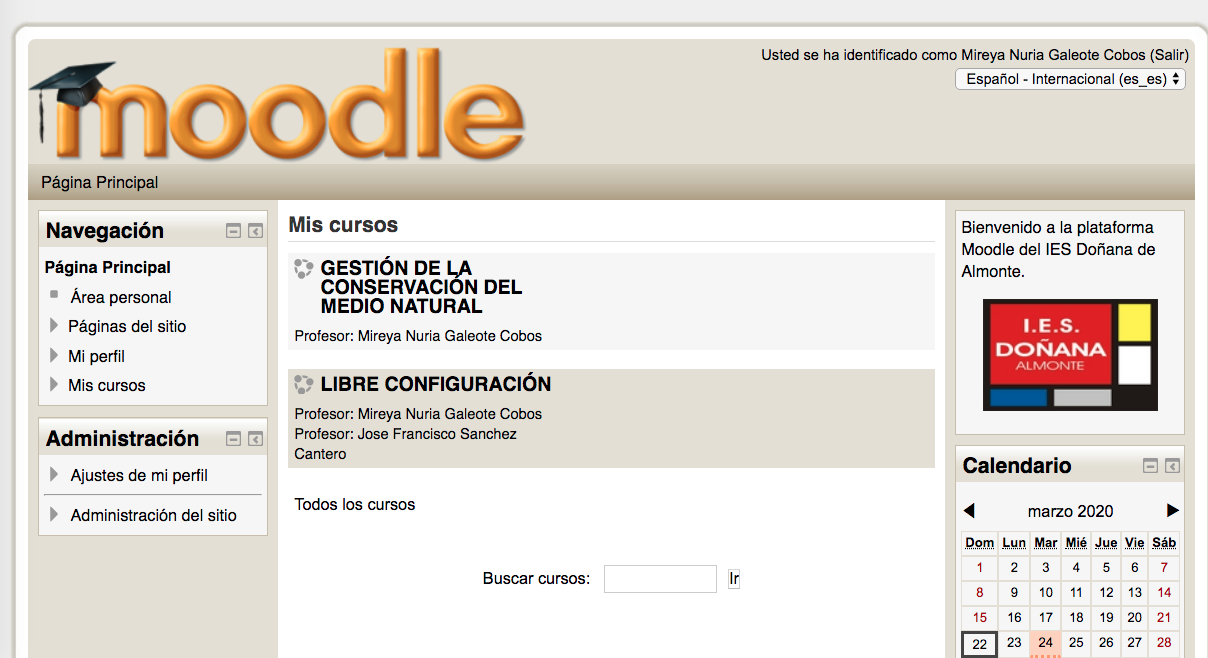 Usted se ha identificado como Mireya Nuria Galeote Cobos (Salir)
Español - Internacional (es_es)
moodle
Página Principal
Navegación
Página Principal
Área personal
Páginas del sitio
Mi perfil
Mis cursos
Administración
Ajustes de mi perfil
Administración del sitio
Mis cursos
GESTIÓN DE LA
CONSERVACIÓN DEL
MEDIO NATURAL
Profesor: Mireya Nuria Galeote Cobos
LIBRE CONFIGURACIÓN
Profesor: Mireya Nuria Galeote Cobos
Profesor: Jose Francisco Sanchez
Cantero
Todos los cursos
Buscar cursos:
Ir
Bienvenido a la plataforma
Moodle del IES Doñana de
Almonte.
I.E.S.
DOÑANA
ALMONTE
Calendario
marzo 2020
Dom Lun Mar Mié Jue Vie Sáb
1 2 3 4 5 6 7
8 9 10 11 12 13 14
15 16 17 18 19 20 21
22 23 24 25 26 27 28